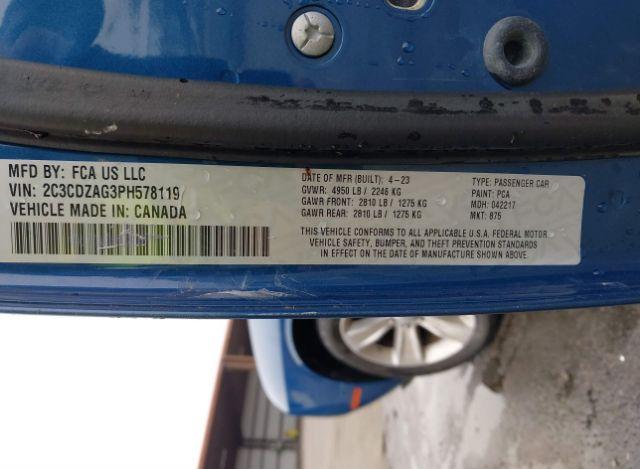 MFD BY: FCA US LLC
VIN: 2C3CDZAG3PH578119
VEHICLE MADE IN: CANADA
DATE OF MFR (BUILT): 4-23
GVWR: 4950 LB / 2246 KG
GAWR FRONT: 2810 LB / 1275 KG
GAWR REAR: 2810 LB / 1275 KG
TYPE: PASSENGER CAR
PAINT: PCA
MDH: 042217
MKT: 875
THIS VEHICLE CONFORMS TO ALL APPLICABLE U.S.A. FEDERAL MOTOR
VEHICLE SAFETY, BUMPER, AND THEFT PREVENTION STANDARDS
IN EFFECT ON THE DATE OF MANUFACTURE SHOWN ABOVE.